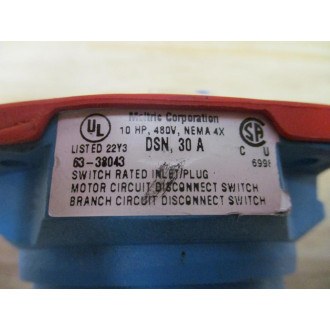 Meltric Corporation
10 HP, 480V, NEMA 4X
UL
LISTED 22Y3
DSN, 30 A
C U
63-38043
SWITCH RATED INLET/PLUG
MOTOR CIRCUIT DISCONNECT SWITCH
BRANCH CIRCUIT DISCONNECT SWITCH